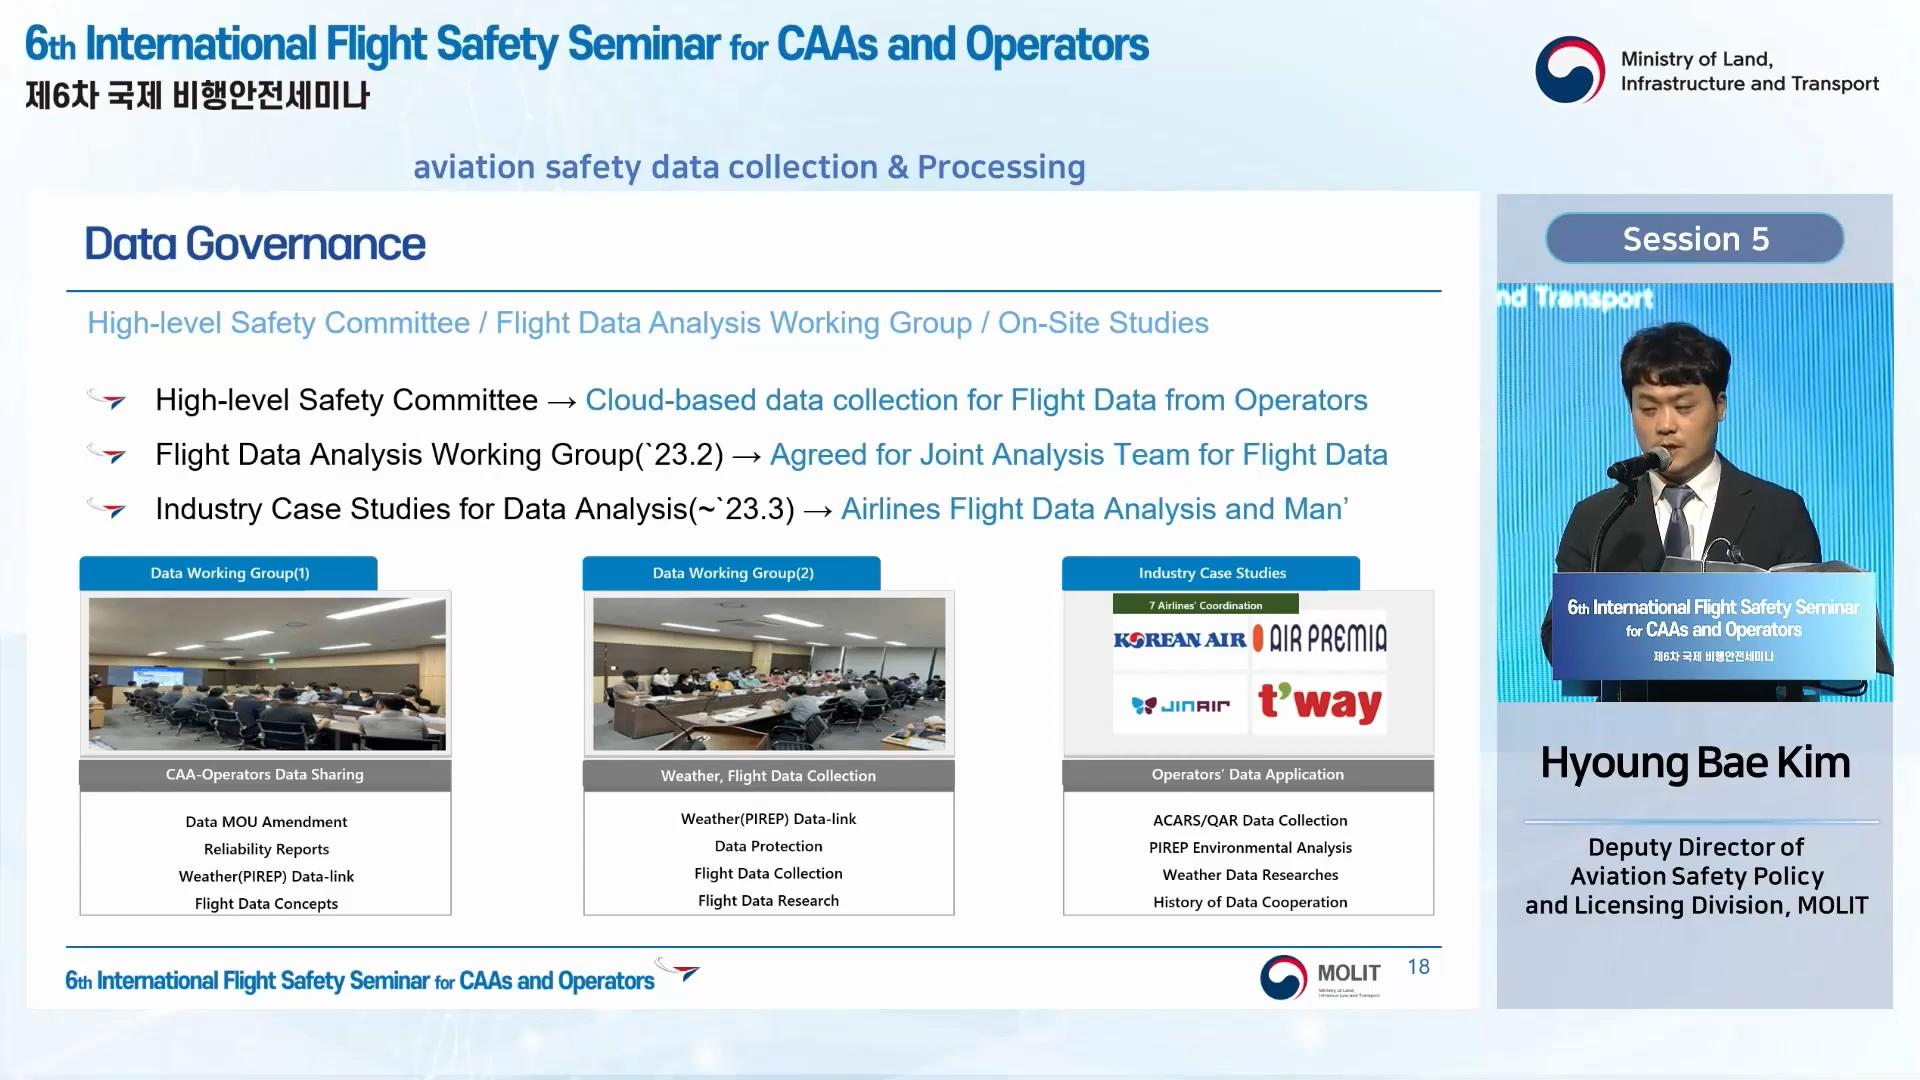 6th International Flight Safety Seminar for CAAs and Operators
제6차 국제 비행안전세미나
Ministry of Land,
Infrastructure and Transport
aviation safety data collection & Processing
Data Governance
High-level Safety Committee / Flight Data Analysis Working Group / On-Site Studies
High-level Safety Committee → Cloud-based data collection for Flight Data from Operators
Flight Data Analysis Working Group(`23.2) → Agreed for Joint Analysis Team for Flight Data
Industry Case Studies for Data Analysis(~`23.3) → Airlines Flight Data Analysis and Man’
Data Working Group(1)
CAA-Operators Data Sharing
Data MOU Amendment
Reliability Reports
Weather(PIREP) Data-link
Flight Data Concepts
Data Working Group(2)
Weather, Flight Data Collection
Weather(PIREP) Data-link
Data Protection
Flight Data Collection
Flight Data Research
Industry Case Studies
7 Airlines' Coordination
KOREAN AIR
AIR PREMIA
JINAIR
t'way
Operators' Data Application
ACARS/QAR Data Collection
PIREP Environmental Analysis
Weather Data Researches
History of Data Cooperation
6th International Flight Safety Seminar for CAAs and Operators
MOLIT
Ministry of Land,
Infrastructure and Transport
18
Session 5
nd Transport
6th International Flight Safety Seminar
for CAAs and Operators
제6차 국제 비행안전세미나
Hyoung Bae Kim
Deputy Director of
Aviation Safety Policy
and Licensing Division, MOLIT